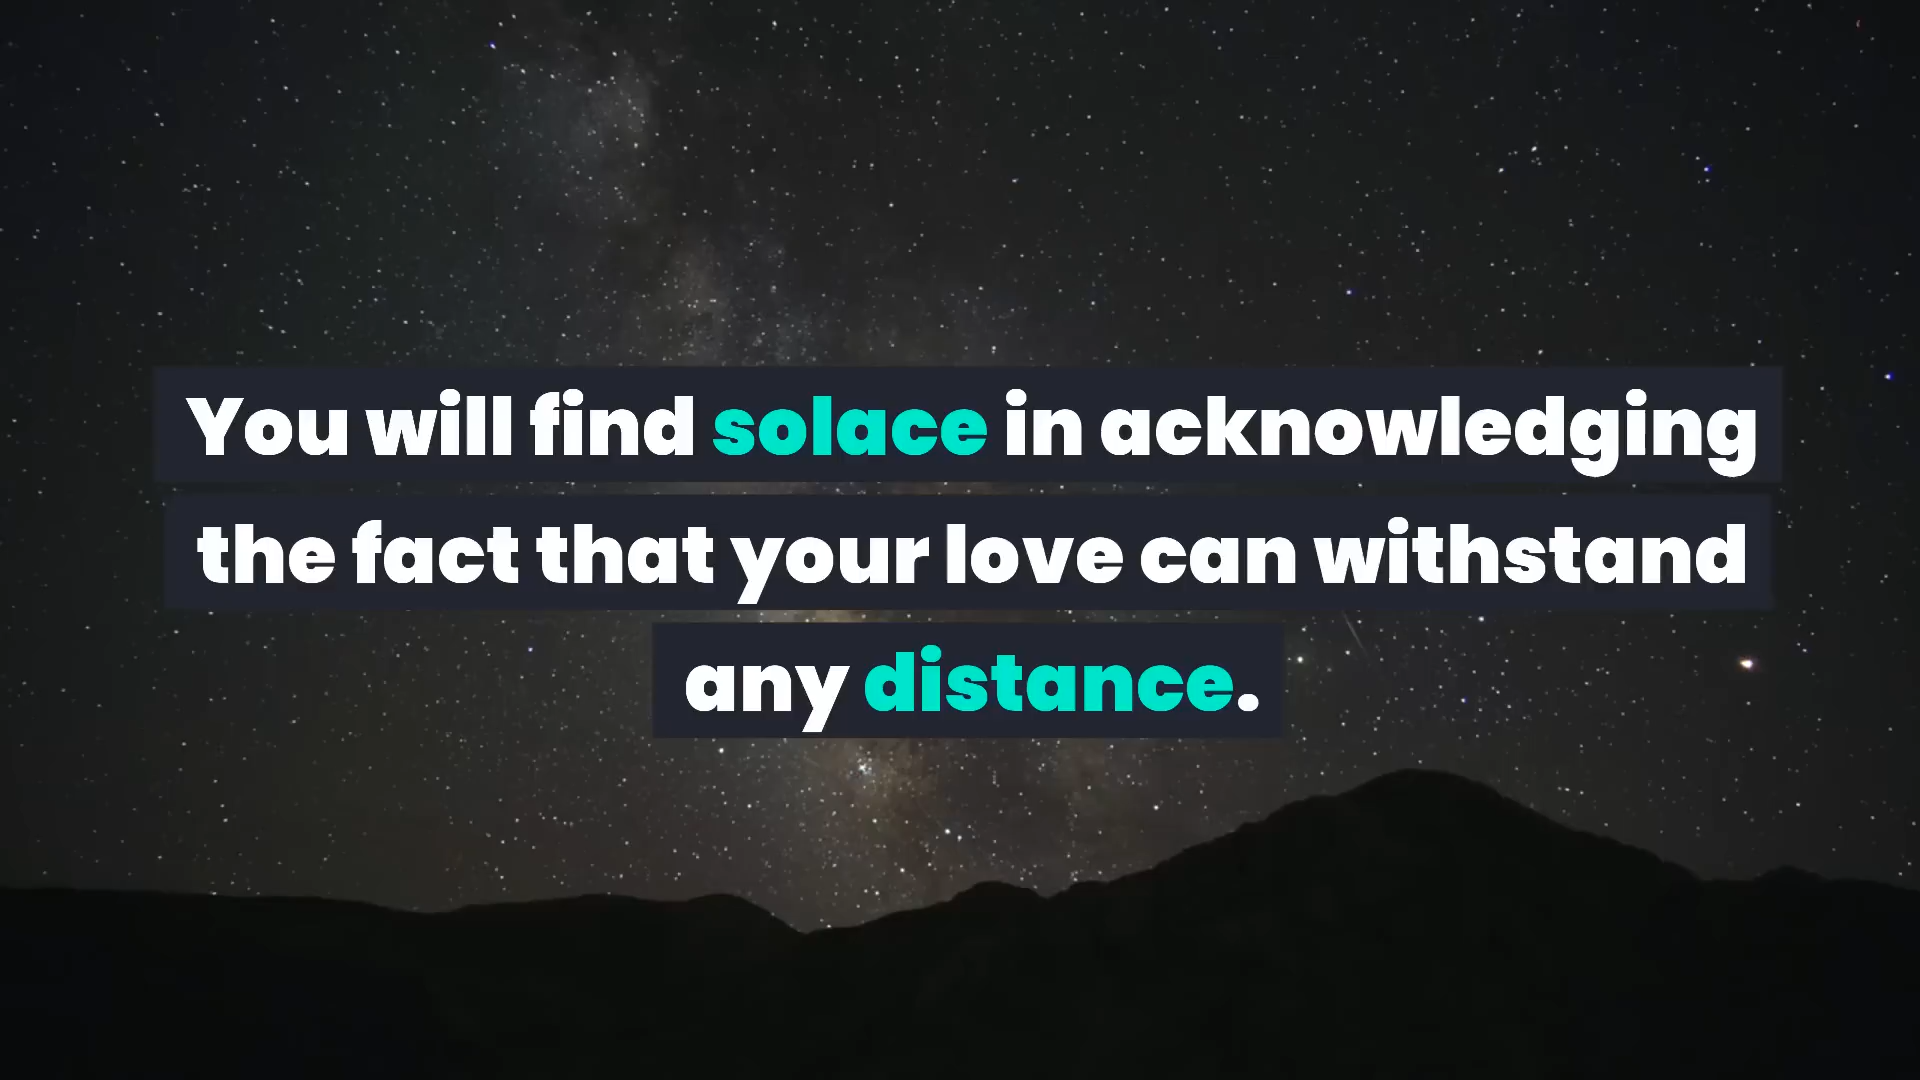 You will find solace in acknowledging
the fact that your love can withstand
any distance.